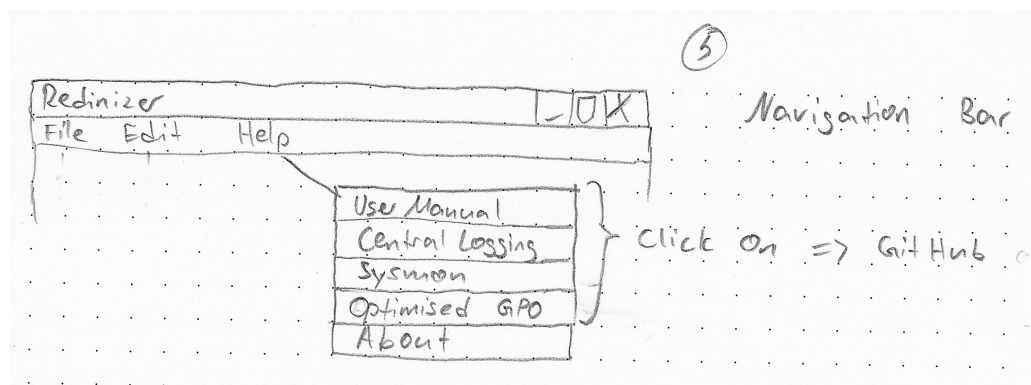 5
Redinizer _ X
Navigation Bar
File Edit Help
User Manual
Central Logging
Click On => GitHub
Sysmon
Optimised GPO
About